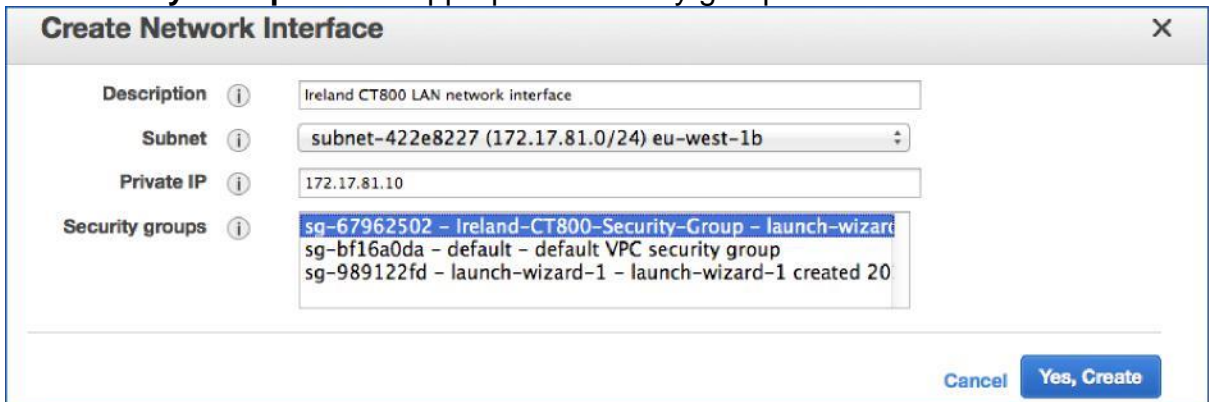 Create Network Interface
Description
Ireland CT800 LAN network interface
Subnet
subnet-422e8227 (172.17.81.0/24) eu-west-1b
Private IP
172.17.81.10
Security groups
sg-67962502 – Ireland-CT800-Security-Group – launch-wizard
sg-bf16a0da – default – default VPC security group
sg-989122fd – launch-wizard-1 – launch-wizard-1 created 20
Cancel
Yes, Create